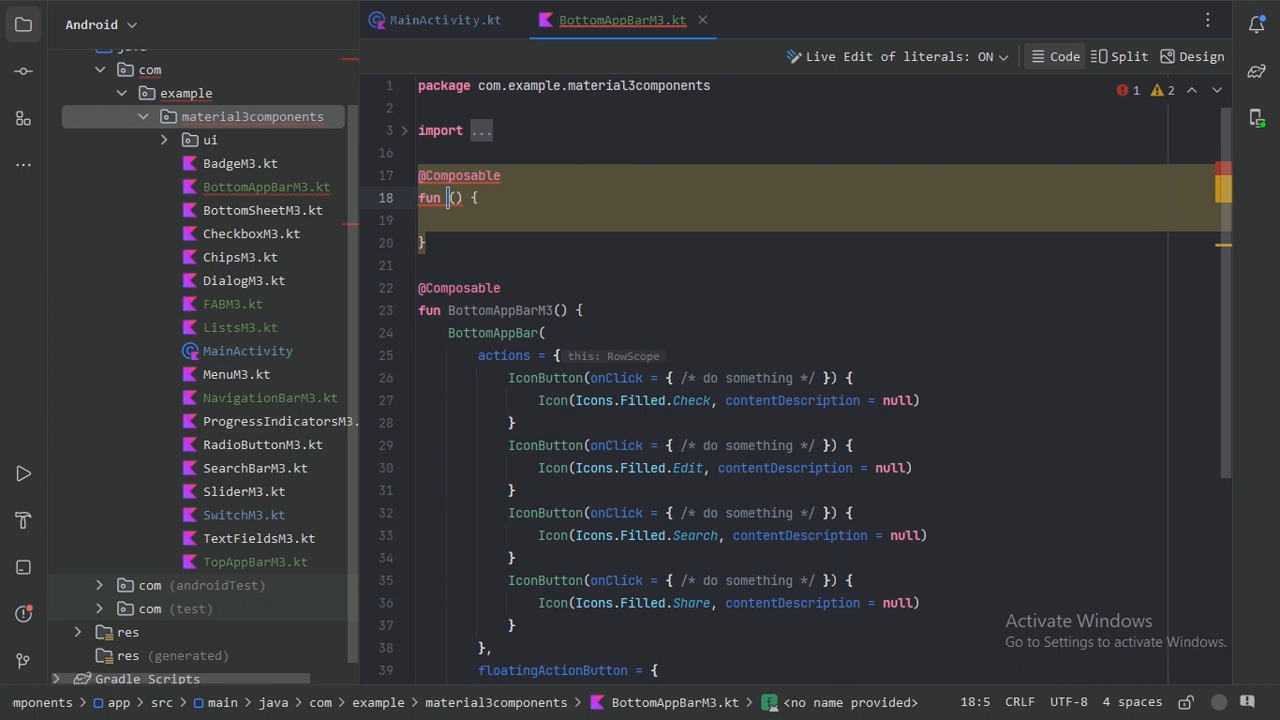 Android
MainActivity.kt
BottomAppBarM3.kt
Live Edit of literals: ON
Code
Split
Design
java
com
example
material3components
ui
BadgeM3.kt
BottomAppBarM3.kt
BottomSheetM3.kt
CheckboxM3.kt
ChipsM3.kt
DialogM3.kt
FABM3.kt
ListsM3.kt
MainActivity
MenuM3.kt
NavigationBarM3.kt
ProgressIndicatorsM3.
RadioButtonM3.kt
SearchBarM3.kt
SliderM3.kt
SwitchM3.kt
TextFieldsM3.kt
TopAppBarM3.kt
com (androidTest)
com (test)
res
res (generated)
Gradle Scripts
1 package com.example.material3components
1 2
2
3 import ...
16
17 @Composable
18 fun () {
19
20 }
21
22 @Composable
23 fun BottomAppBarM3() {
24 BottomAppBar(
25 actions = { this: RowScope
26 IconButton(onClick = { /* do something */ }) {
27 Icon(Icons.Filled.Check, contentDescription = null)
28 }
29 IconButton(onClick = { /* do something */ }) {
30 Icon(Icons.Filled.Edit, contentDescription = null)
31 }
32 IconButton(onClick = { /* do something */ }) {
33 Icon(Icons.Filled.Search, contentDescription = null)
34 }
35 IconButton(onClick = { /* do something */ }) {
36 Icon(Icons.Filled.Share, contentDescription = null)
37 }
38 },
39 floatingActionButton = {
Activate Windows
Go to Settings to activate Windows.
omponents > app > src > main > java > com > example > material3components > BottomAppBarM3.kt > <no name provided> 18:5 CRLF UTF-8 4 spaces